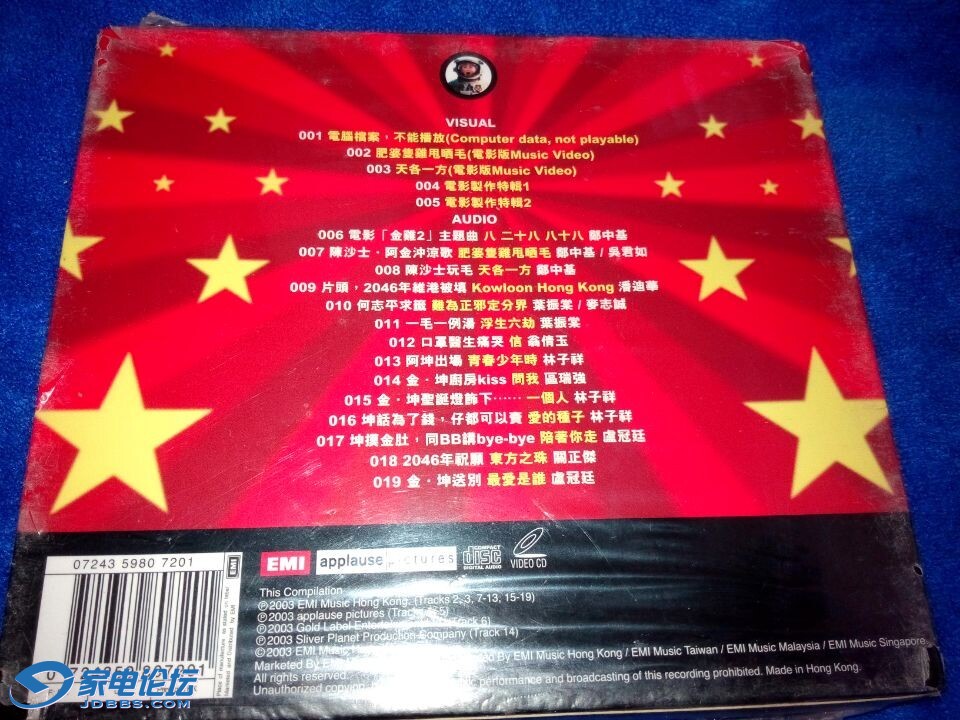 VISUAL
001 電腦檔案，不能播放(Computer data, not playable)
002 肥婆隻雞甩晒毛(電影版Music Video)
003 天各一方(電影版Music Video)
004 電影製作特輯1
005 電影製作特輯2
AUDIO
006 電影「金雞2」主題曲 八 二十八 八十八 鄭中基
007 陳沙士．阿金沖涼歌 肥婆隻雞甩晒毛 鄭中基 / 吳君如
008 陳沙士玩毛 天各一方 鄭中基
009 片頭，2046年維港被填 Kowloon Hong Kong 潘迪華
010 何志平求籤 難為正邪定分界 葉振棠 / 麥志誠
011 一毛一例湯 浮生六劫 葉振棠
012 口罩醫生痛哭 信 翁倩玉
013 阿坤出場 青春少年時 林子祥
014 金．坤廚房kiss 問我 區瑞強
015 金．坤聖誕燈飾下…… 一個人 林子祥
016 坤話為了錢，仔都可以賣 愛的種子 林子祥
017 坤摸金肚，同BB講bye-bye 陪著你走 盧冠廷
018 2046年祝願 東方之珠 關正傑
019 金．坤送別 最愛是誰 盧冠廷
07243 5980 7201
EMI
EMI
applause pictures
COMPACT
disc
DIGITAL AUDIO
VIDEO CD
This Compilation
℗2003 EMI Music Hong Kong. (Tracks 2, 3, 7-13, 15-19)
℗2003 applause pictures (Tracks
℗2003 Gold Label (Track 6)
℗2003 Sliver Planet Production Company (Track 14)
©2003 EMI Music
Marketed By EMI By EMI Music Hong Kong / EMI Music Taiwan / EMI Music Malaysia / EMI Music Singapore.
All rights reserved.
Unauthorized performance and broadcasting of this recording prohibited. Made in Hong Kong.
家电论坛
JDBBS.COM